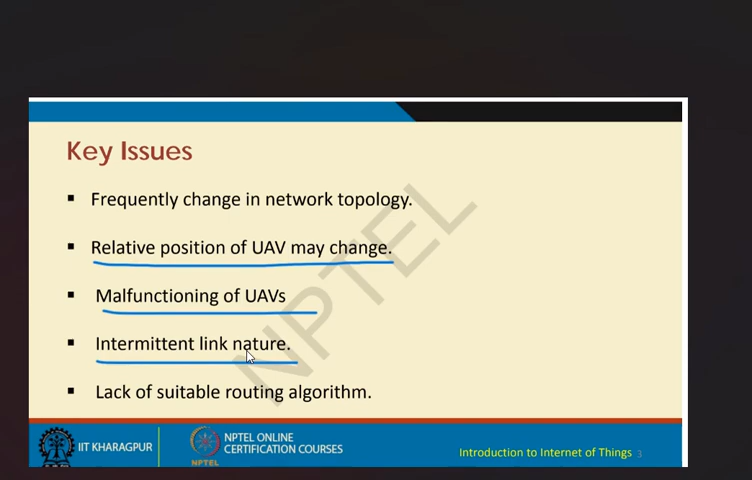 Key Issues
Frequently change in network topology.
Relative position of UAV may change.
Malfunctioning of UAVs
Intermittent link nature.
Lack of suitable routing algorithm.
NPTEL
IIT KHARAGPUR
NPTEL
NPTEL ONLINE
CERTIFICATION COURSES
Introduction to Internet of Things 3